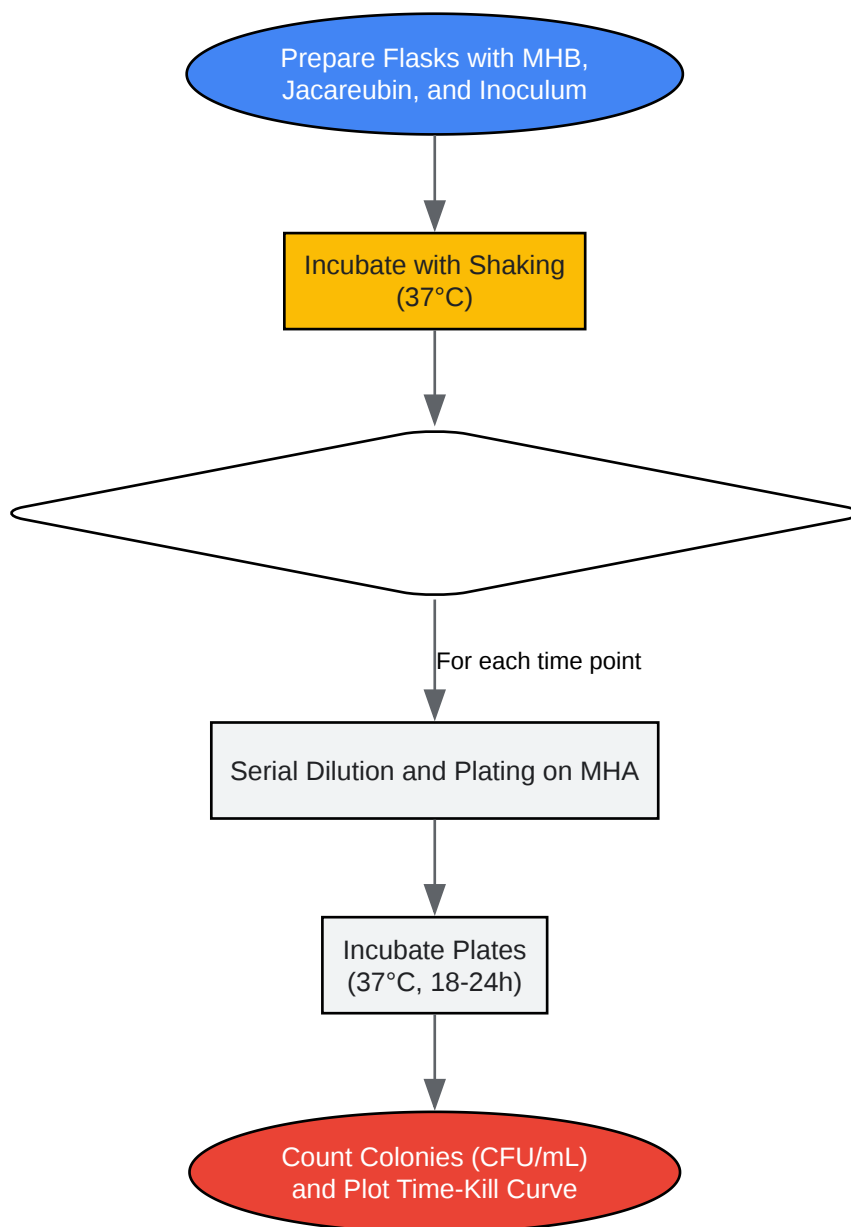 Prepare Flasks with MHB,
Jacareubin, and Inoculum
Incubate with Shaking
(37°C)
For each time point
Serial Dilution and Plating on MHA
Incubate Plates
(37°C, 18-24h)
Count Colonies (CFU/mL)
and Plot Time-Kill Curve